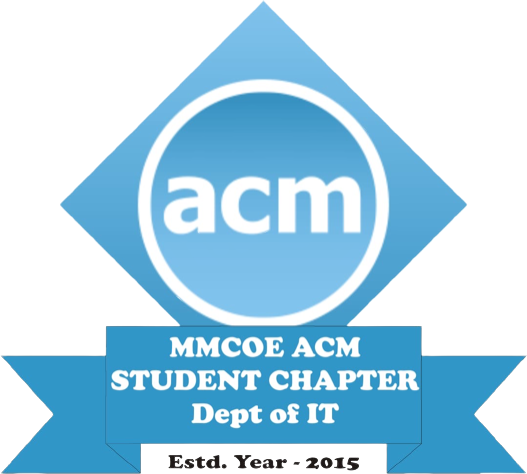 acm
MMCOE ACM
STUDENT CHAPTER
Dept of IT
Estd. Year - 2015